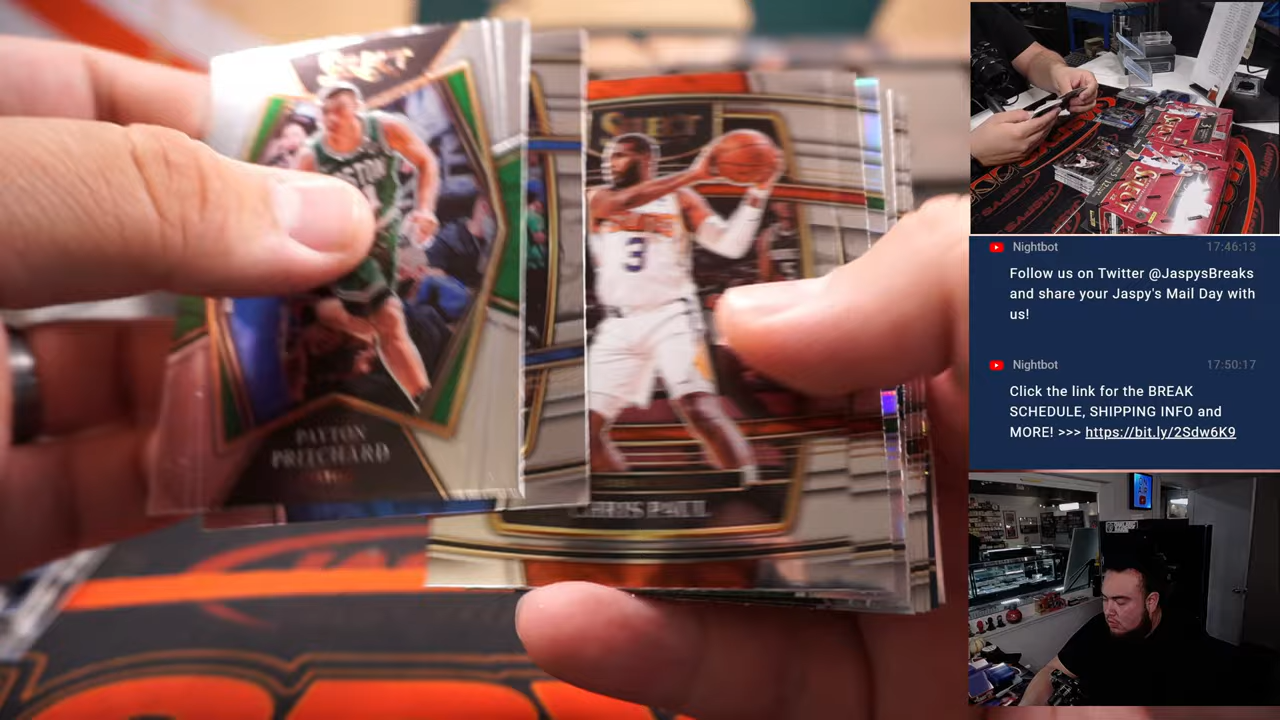 SELECT
PAYTON
PRITCHARD
SELECT
3
CHRIS PAUL
SELECT
Nightbot 17:46:13
Follow us on Twitter @JaspysBreaks
and share your Jaspy's Mail Day with
us!
Nightbot 17:50:17
Click the link for the BREAK
SCHEDULE, SHIPPING INFO and
MORE! >>> https://bit.ly/2Sdw6K9